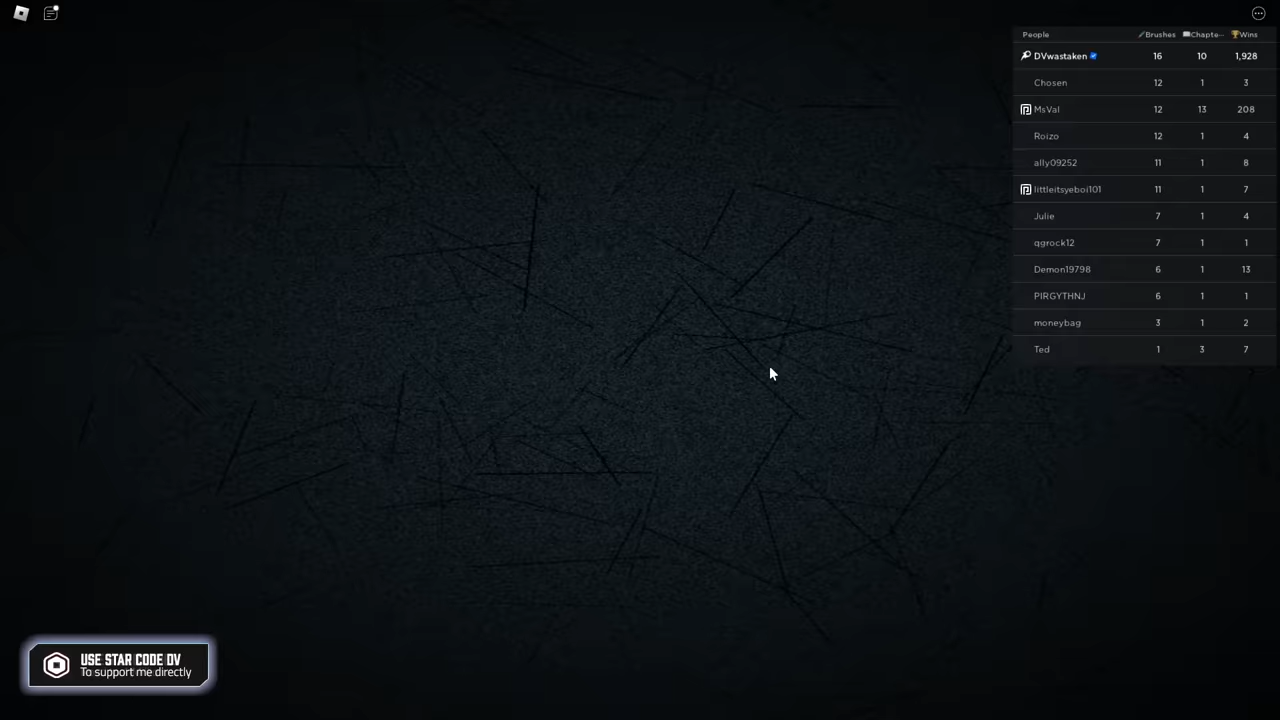 People Brushes Chapte... Wins
DVwastaken 16 10 1,928
Chosen 12 1 3
MsVal 12 13 208
Roizo 12 1 4
ally09252 11 1 8
littleitsyeboi101 11 1 7
Julie 7 1 4
qgrock12 7 1 1
Demon19798 6 1 13
PIRGYTHNJ 6 1 1
moneybag 3 1 2
Ted 1 3 7
USE STAR CODE DV
To support me directly